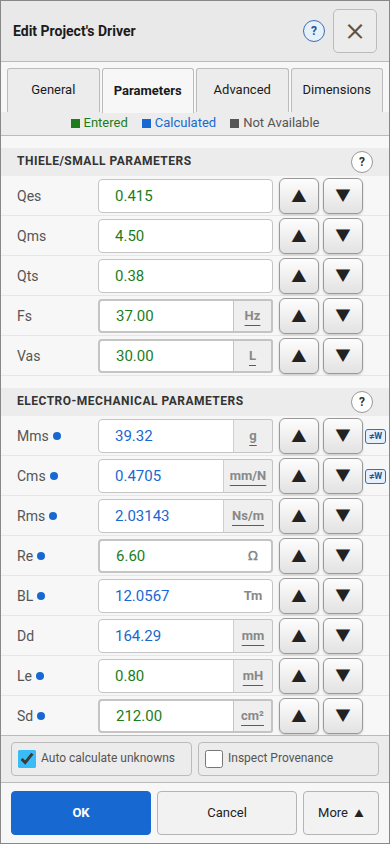 Edit Project's Driver ?
General Parameters Advanced Dimensions
Entered Calculated Not Available
THIELE/SMALL PARAMETERS ?
Qes 0.415
Qms 4.50
Qts 0.38
Fs 37.00 Hz
Vas 30.00 L
ELECTRO-MECHANICAL PARAMETERS ?
Mms 39.32 g ≠W
Cms 0.4705 mm/N ≠W
Rms 2.03143 Ns/m
Re 6.60 Ω
BL 12.0567 Tm
Dd 164.29 mm
Le 0.80 mH
Sd 212.00 cm²
Auto calculate unknowns Inspect Provenance
OK Cancel More ▲